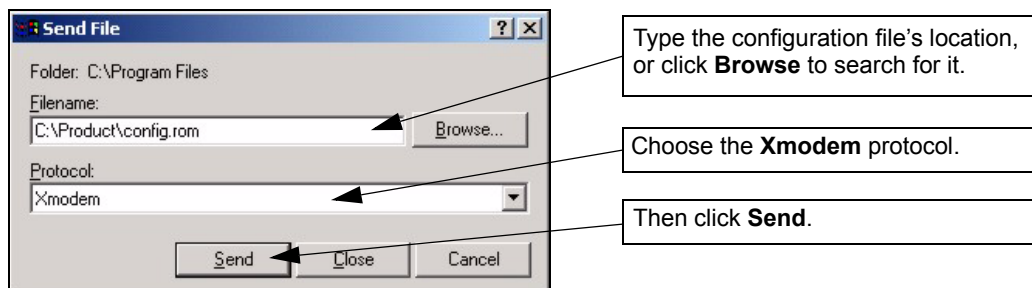 Send File
Folder: C:\Program Files
Filename:
C:\Product\config.rom
Browse...
Protocol:
Xmodem
Send
Close
Cancel
Type the configuration file’s location,
or click Browse to search for it.
Choose the Xmodem protocol.
Then click Send.